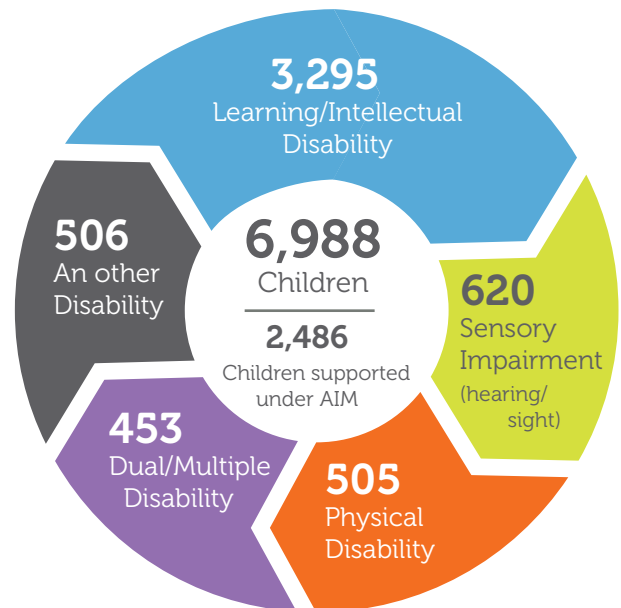 3,295
Learning/Intellectual
Disability
506
An other
Disability
6,988
Children
2,486
Children supported
under AIM
620
Sensory
Impairment
(hearing/
sight)
453
Dual/Multiple
Disability
505
Physical
Disability